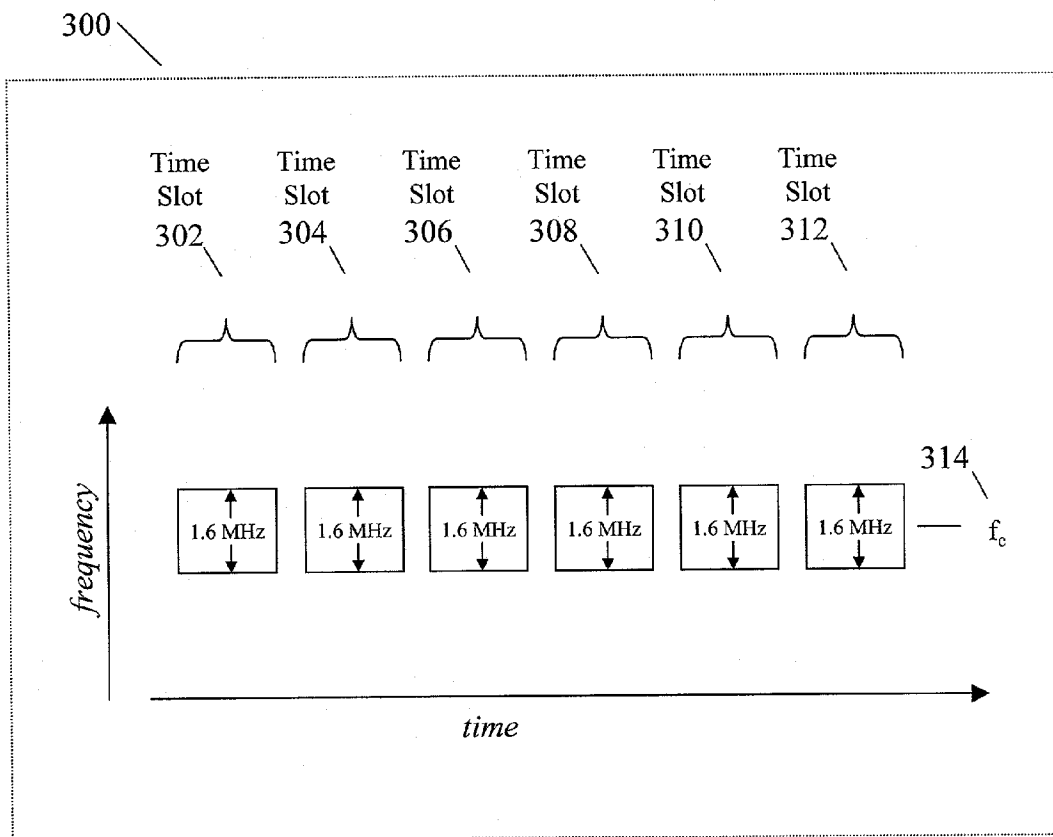 300
Time Slot 302
Time Slot 304
Time Slot 306
Time Slot 308
Time Slot 310
Time Slot 312
314
frequency
1.6 MHz
1.6 MHz
1.6 MHz
1.6 MHz
1.6 MHz
1.6 MHz
fc
time